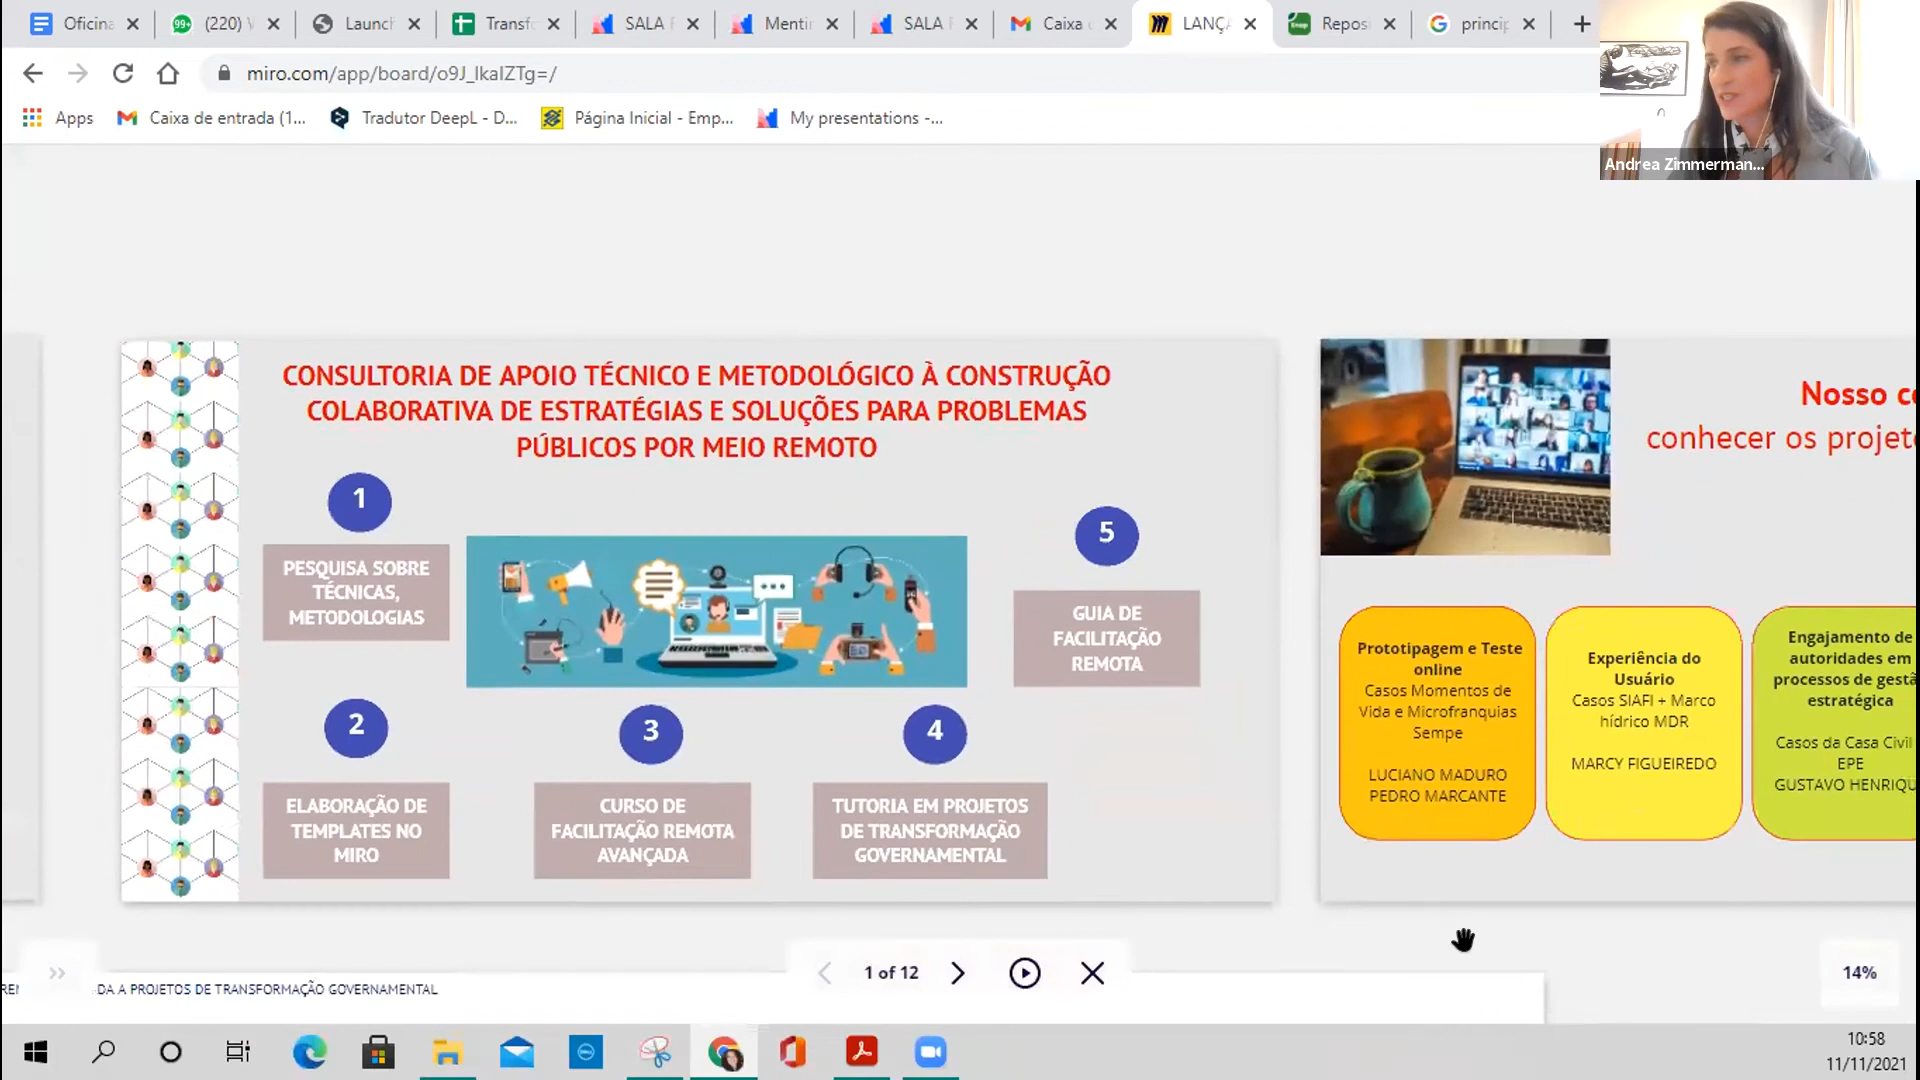 Oficina
(220)
Launch
Transfo
SALA
Mentir
SALA
Caixa
LANÇA
Repos
princip
miro.com/app/board/o9J_lkaIZTg=/
Apps
Caixa de entrada (1...
Tradutor DeepL - D...
Página Inicial - Emp...
My presentations -...
Andrea Zimmerman...
CONSULTORIA DE APOIO TÉCNICO E METODOLÓGICO À CONSTRUÇÃO
COLABORATIVA DE ESTRATÉGIAS E SOLUÇÕES PARA PROBLEMAS
PÚBLICOS POR MEIO REMOTO
1
PESQUISA SOBRE
TÉCNICAS,
METODOLOGIAS
2
ELABORAÇÃO DE
TEMPLATES NO
MIRO
3
CURSO DE
FACILITAÇÃO REMOTA
AVANÇADA
4
TUTORIA EM PROJETOS
DE TRANSFORMAÇÃO
GOVERNAMENTAL
5
GUIA DE
FACILITAÇÃO
REMOTA
Nosso c
conhecer os projet
Prototipagem e Teste
online
Casos Momentos de
Vida e Microfranquias
Sempe
LUCIANO MADURO
PEDRO MARCANTE
Experiência do
Usuário
Casos SIAFI + Marco
hídrico MDR
MARCY FIGUEIREDO
Engajamento de
autoridades em
processos de gestã
estratégica
Casos da Casa Civil
EPE
GUSTAVO HENRIQU
1 of 12
14%
DA A PROJETOS DE TRANSFORMAÇÃO GOVERNAMENTAL
10:58
11/11/2021